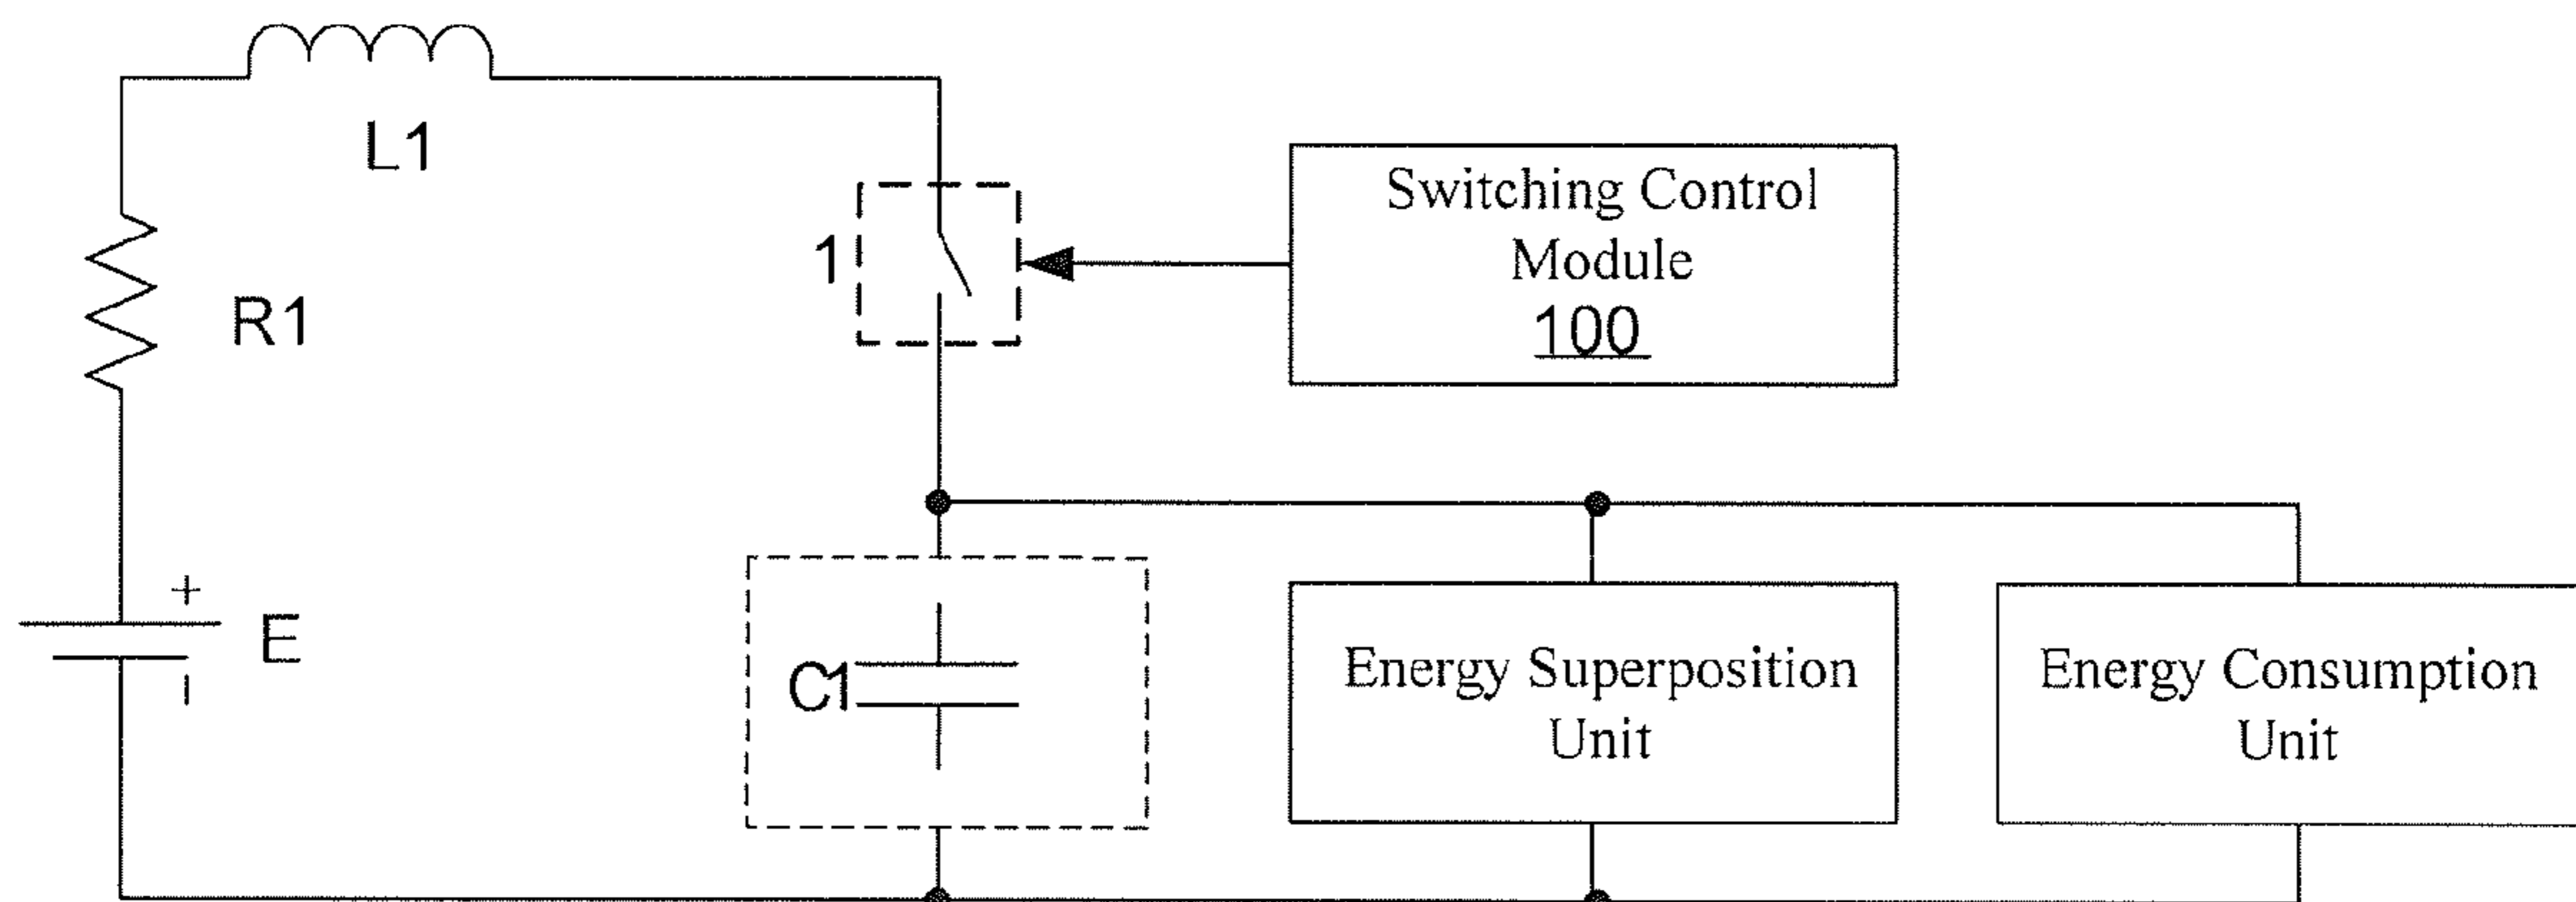 L1
R1
1
Switching Control
Module
100
+
E
-
C1
Energy Superposition
Unit
Energy Consumption
Unit